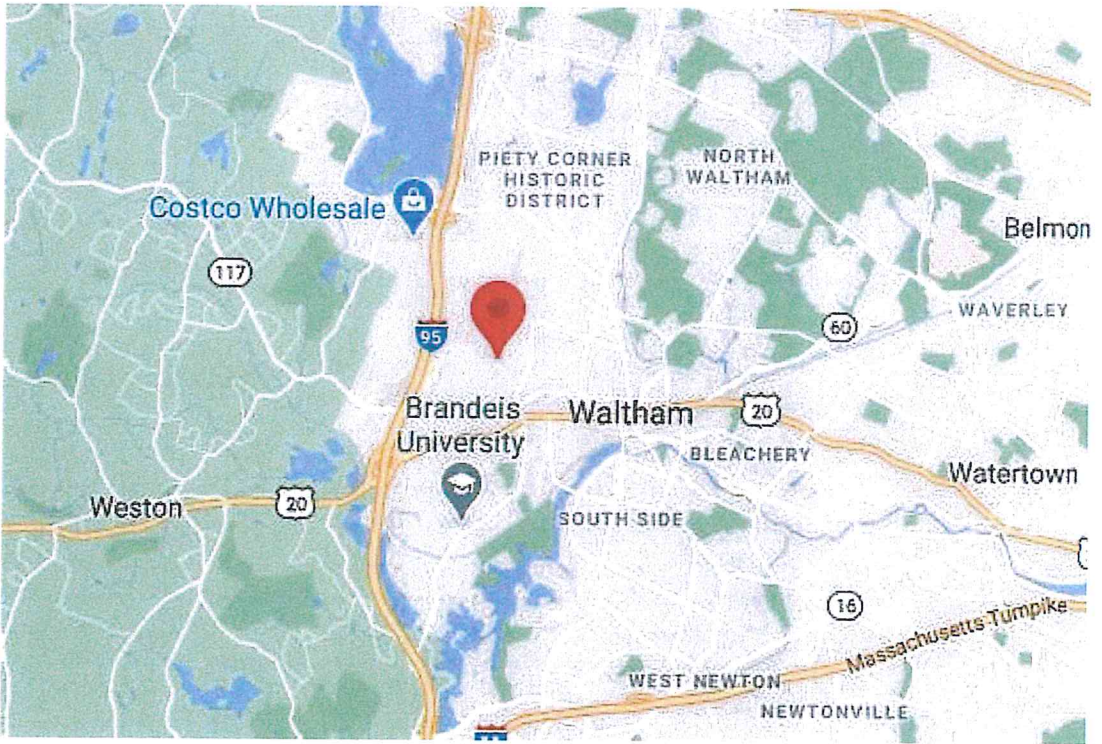 PIETY CORNER
HISTORIC
DISTRICT
NORTH
WALTHAM
Costco Wholesale
Belmon
117
WAVERLEY
60
95
Brandeis
University
Waltham
20
BLEACHERY
Watertown
Weston
20
SOUTH SIDE
16
Massachusetts Turnpike
WEST NEWTON
NEWTONVILLE